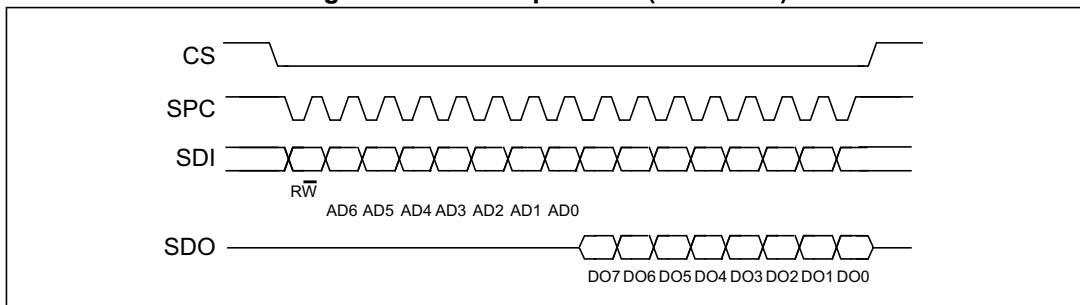 CS
SPC
SDI
RW̅
AD6 AD5 AD4 AD3 AD2 AD1 AD0
SDO
DO7 DO6 DO5 DO4 DO3 DO2 DO1 DO0